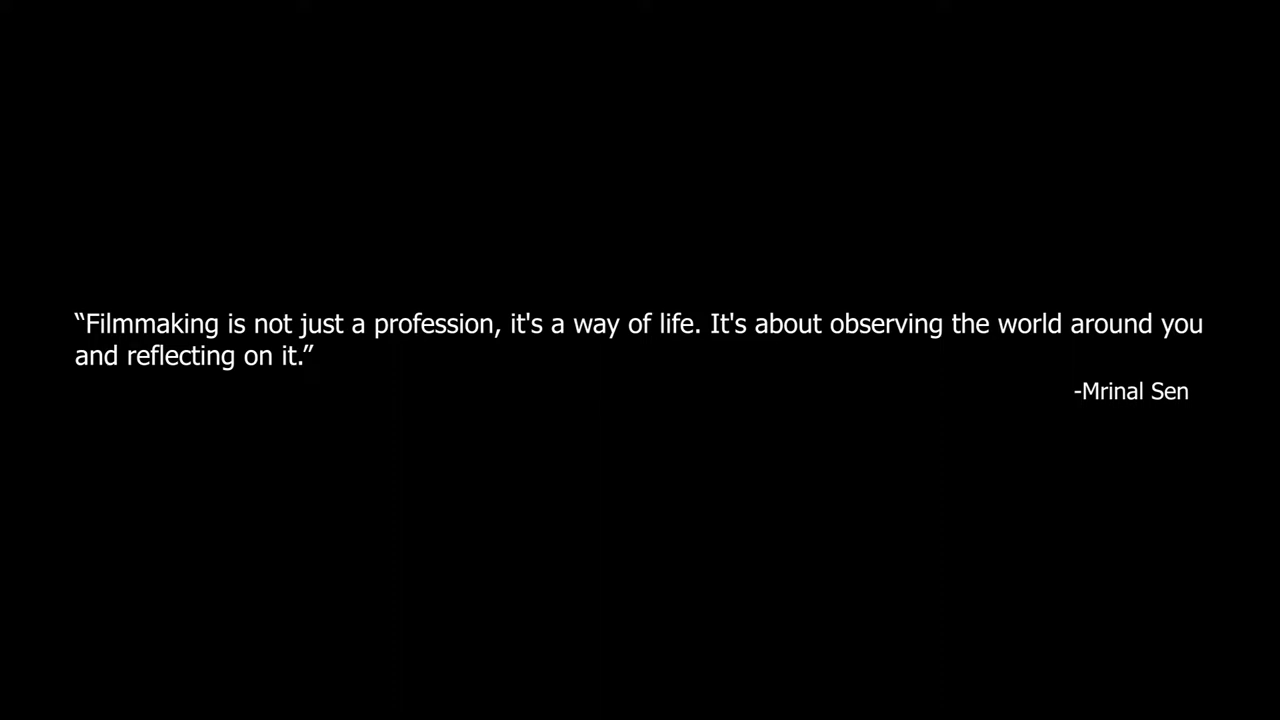 “Filmmaking is not just a profession, it's a way of life. It's about observing the world around you
and reflecting on it.”
-Mrinal Sen